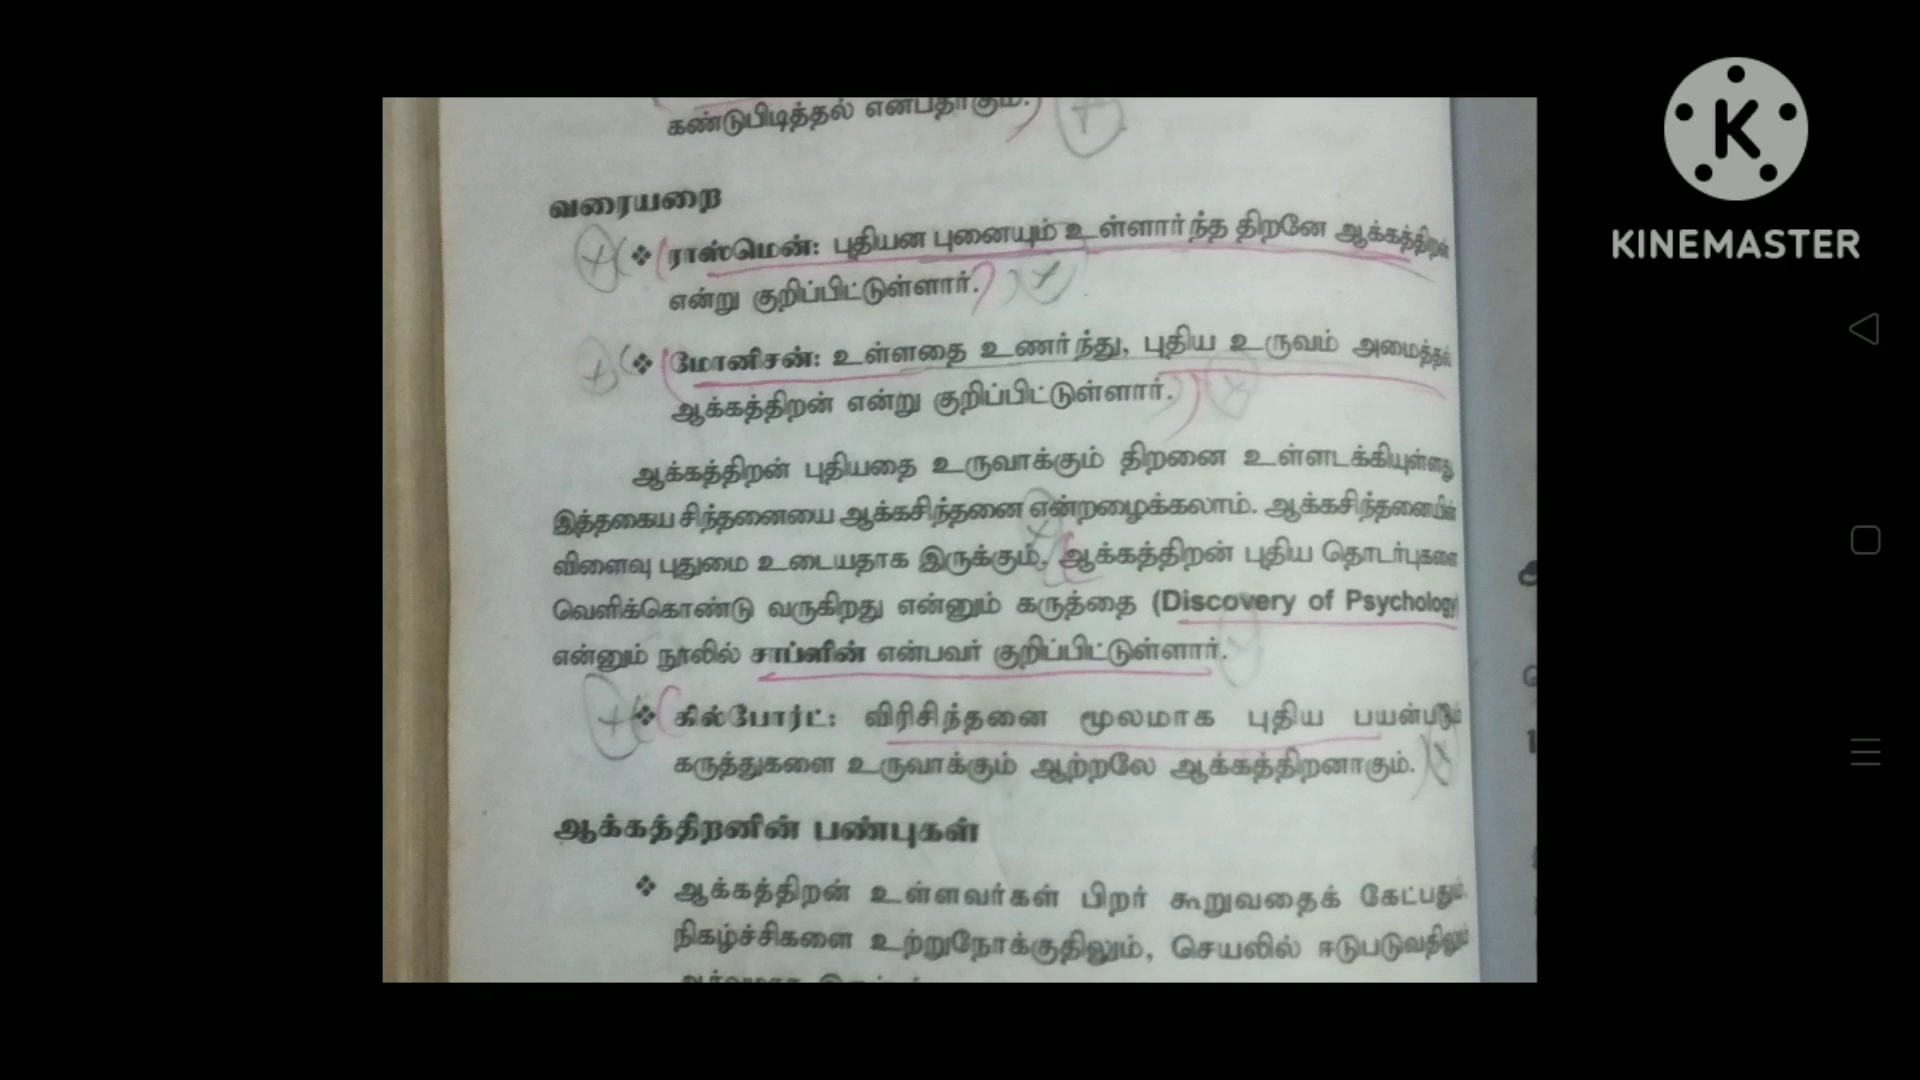 கண்டுபிடித்தல் என்பதாகும்.
வரையறை
❖ ராஸ்மென்: புதியன புனையும் உள்ளார்ந்த திறனே ஆக்கத்திறன்
என்று குறிப்பிட்டுள்ளார்.
❖ மோனிசன்: உள்ளதை உணர்ந்து, புதிய உருவம் அமைத்தல்
ஆக்கத்திறன் என்று குறிப்பிட்டுள்ளார்.
ஆக்கத்திறன் புதியதை உருவாக்கும் திறனை உள்ளடக்கியுள்ளது
இத்தகைய சிந்தனையை ஆக்கசிந்தனை என்றழைக்கலாம். ஆக்கசிந்தனையின்
விளைவு புதுமை உடையதாக இருக்கும். ஆக்கத்திறன் புதிய தொடர்புகளை
வெளிக்கொண்டு வருகிறது என்னும் கருத்தை (Discovery of Psychology)
என்னும் நூலில் சாப்ளின் என்பவர் குறிப்பிட்டுள்ளார்.
❖ கில்போர்ட்: விரிசிந்தனை மூலமாக புதிய பயன்படும்
கருத்துகளை உருவாக்கும் ஆற்றலே ஆக்கத்திறனாகும்.
ஆக்கத்திறனின் பண்புகள்
❖ ஆக்கத்திறன் உள்ளவர்கள் பிறர் கூறுவதைக் கேட்பதும்
நிகழ்ச்சிகளை உற்றுநோக்குதிலும், செயலில் ஈடுபடுவதிலும்
KINEMASTER